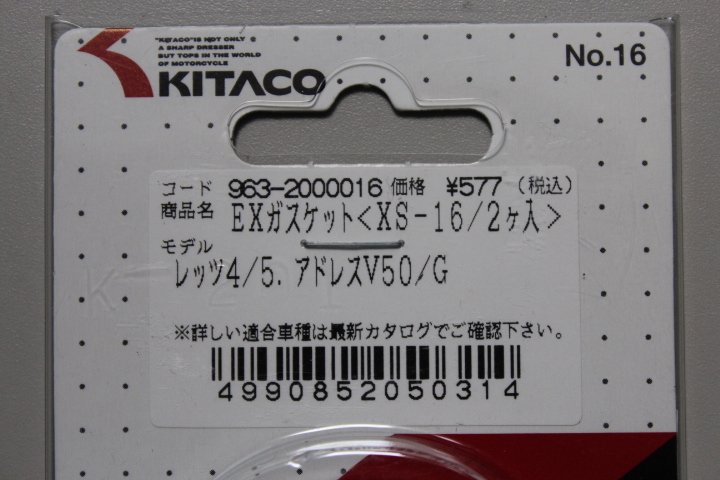 "KITACO" IS NOT ONLY
A SHARP DRESSER
BUT TOPS IN THE WORLD
OF MOTORCYCLE
KITACO
No.16
コード 963-2000016 価格 ¥577 (税込)
商品名 EXガスケット<XS-16/2ヶ入>
モデル
レッツ4/5. アドレスV50/G
※詳しい適合車種は最新カタログでご確認下さい。
4990852050314